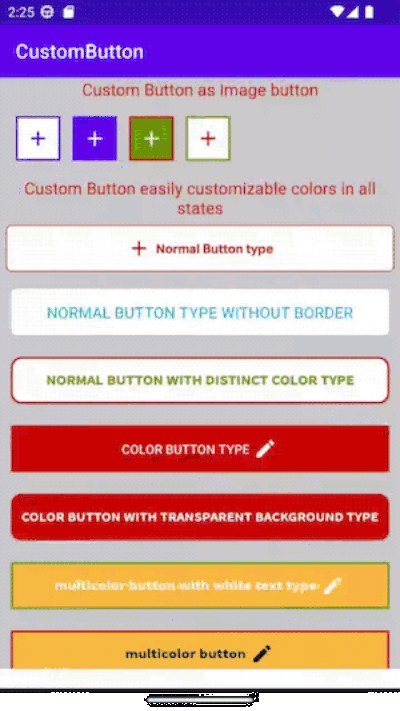 2:25
CustomButton
Custom Button as Image button
Custom Button easily customizable colors in all
states
Normal Button type
NORMAL BUTTON TYPE WITHOUT BORDER
NORMAL BUTTON WITH DISTINCT COLOR TYPE
COLOR BUTTON TYPE
COLOR BUTTON WITH TRANSPARENT BACKGROUND TYPE
multicolor button with white text type
multicolor button